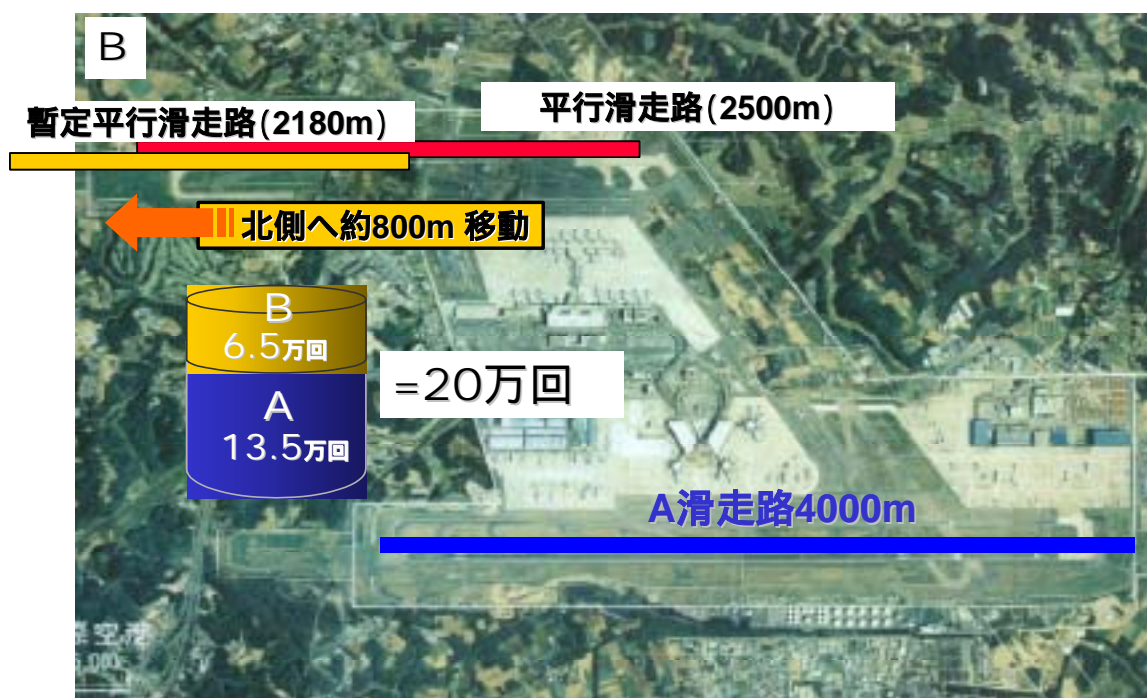 B
暫定平行滑走路(2180m)
平行滑走路(2500m)
北側へ約800m 移動
B
6.5万回
A
13.5万回
=20万回
A滑走路4000m
空港